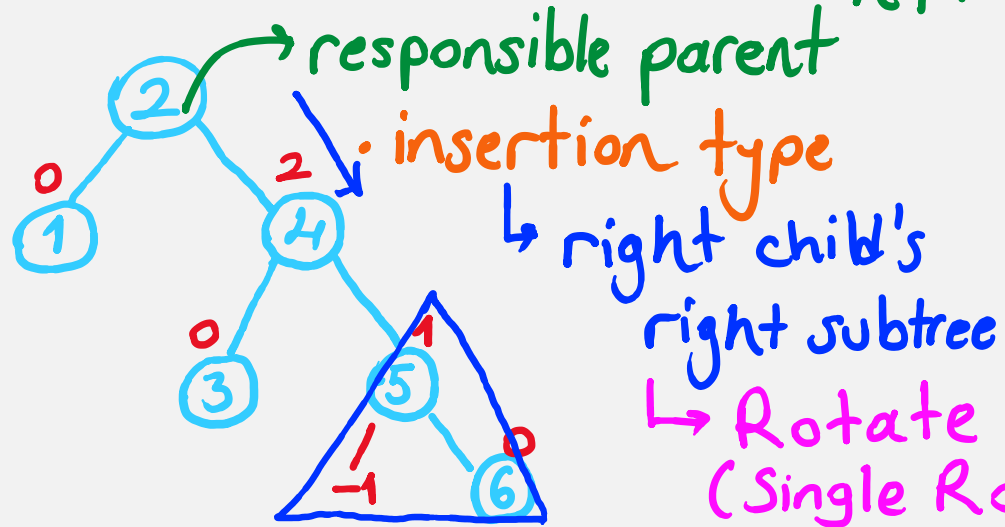 responsible parent
2
• insertion type
0
2
1
4
↳ right child's
right subtree
0
1
3
5
↳ Rotate
0
-1
6
(Single